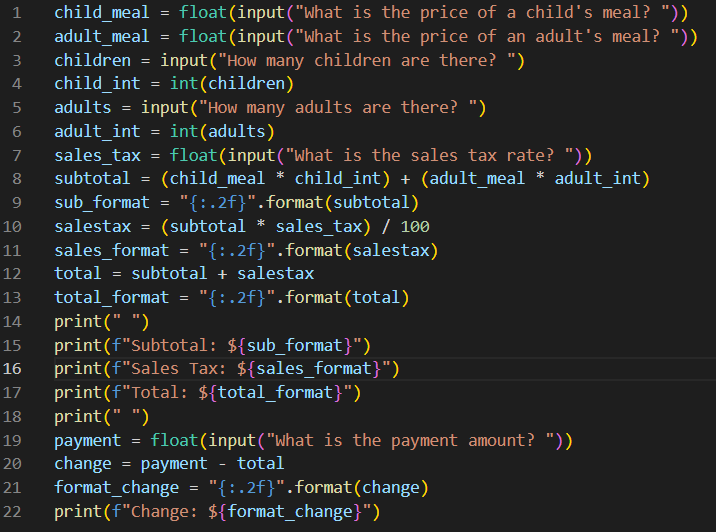 1 child_meal = float(input("What is the price of a child's meal? "))
2 adult_meal = float(input("What is the price of an adult's meal? "))
3 children = input("How many children are there? ")
4 child_int = int(children)
5 adults = input("How many adults are there? ")
6 adult_int = int(adults)
7 sales_tax = float(input("What is the sales tax rate? "))
8 subtotal = (child_meal * child_int) + (adult_meal * adult_int)
9 sub_format = "{:.2f}".format(subtotal)
10 salestax = (subtotal * sales_tax) / 100
11 sales_format = "{:.2f}".format(salestax)
12 total = subtotal + salestax
13 total_format = "{:.2f}".format(total)
14 print(" ")
15 print(f"Subtotal: ${sub_format}")
16 print(f"Sales Tax: ${sales_format}")
17 print(f"Total: ${total_format}")
18 print(" ")
19 payment = float(input("What is the payment amount? "))
20 change = payment - total
21 format_change = "{:.2f}".format(change)
22 print(f"Change: ${format_change}")